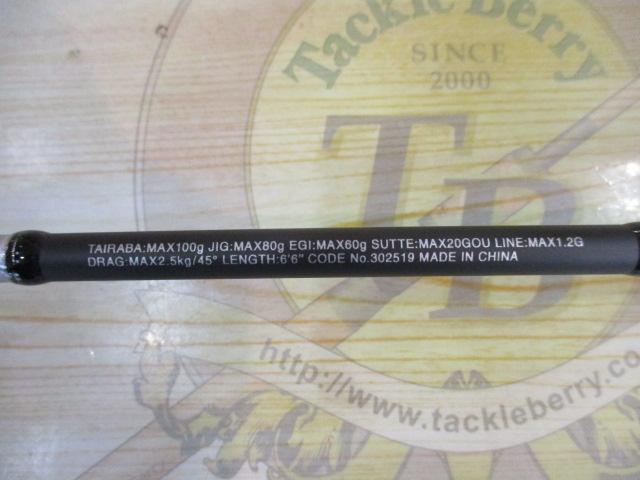 Tackle Berry
SINCE
2000
TB
TAIRABA:MAX100g JIG:MAX80g EGI:MAX60g SUTTE:MAX20GOU LINE:MAX1.2G
DRAG:MAX2.5kg/45° LENGTH:6'6" CODE No.302519 MADE IN CHINA
http://www.tackleberry.co